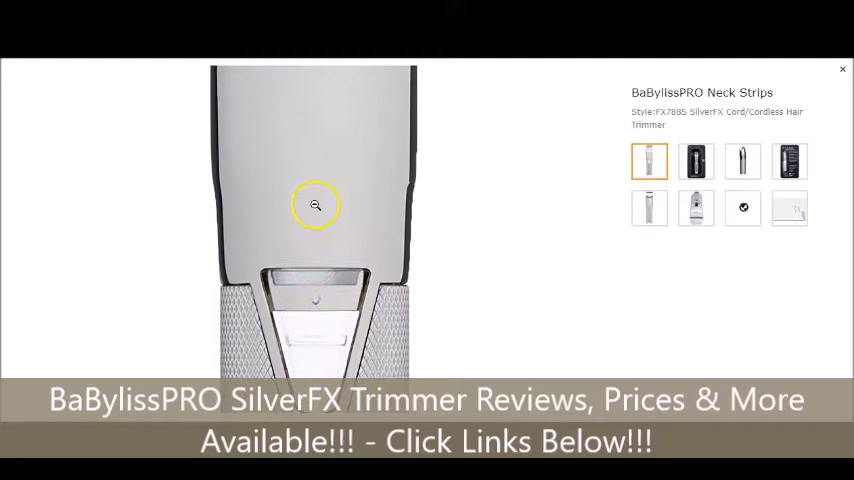 BaBylissPRO Neck Strips
Style:FX788S SilverFX Cord/Cordless Hair
Trimmer
BaBylissPRO SilverFX Trimmer Reviews, Prices & More
Available!!! - Click Links Below!!!